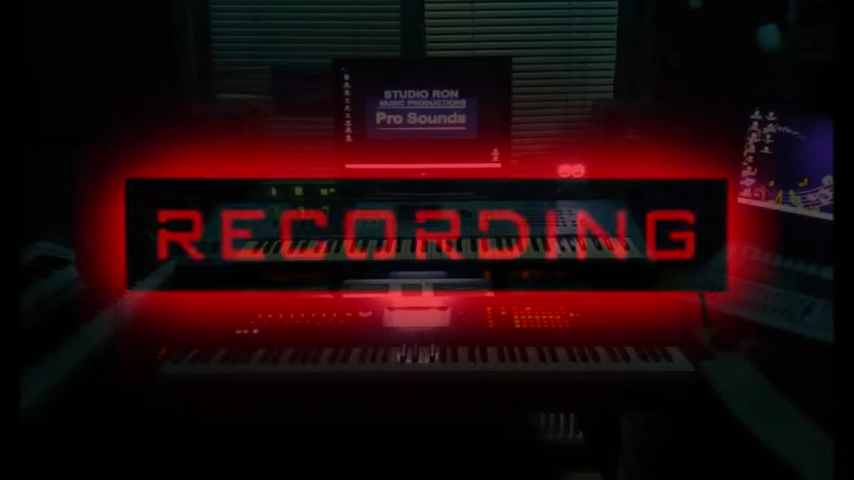 STUDIO RON
MUSIC PRODUCTIONS
Pro Sounds
RECORDING